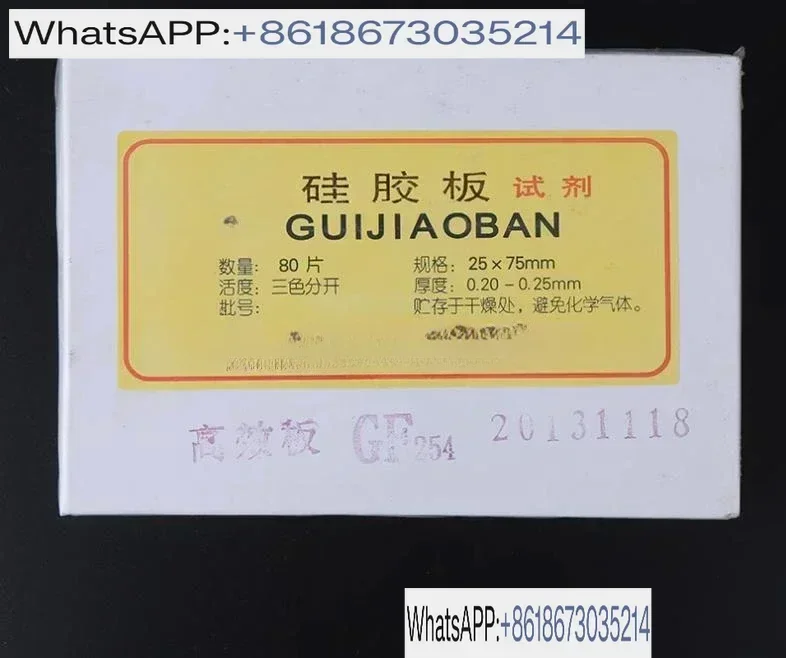 WhatsAPP:+8618673035214
硅胶板 试剂
GUIJIAOBAN
数量: 80 片 规格: 25×75mm
活度: 三色分开 厚度: 0.20-0.25mm
批号: 贮存于干燥处，避免化学气体。
高效板 GF254 20131118
WhatsAPP:+8618673035214